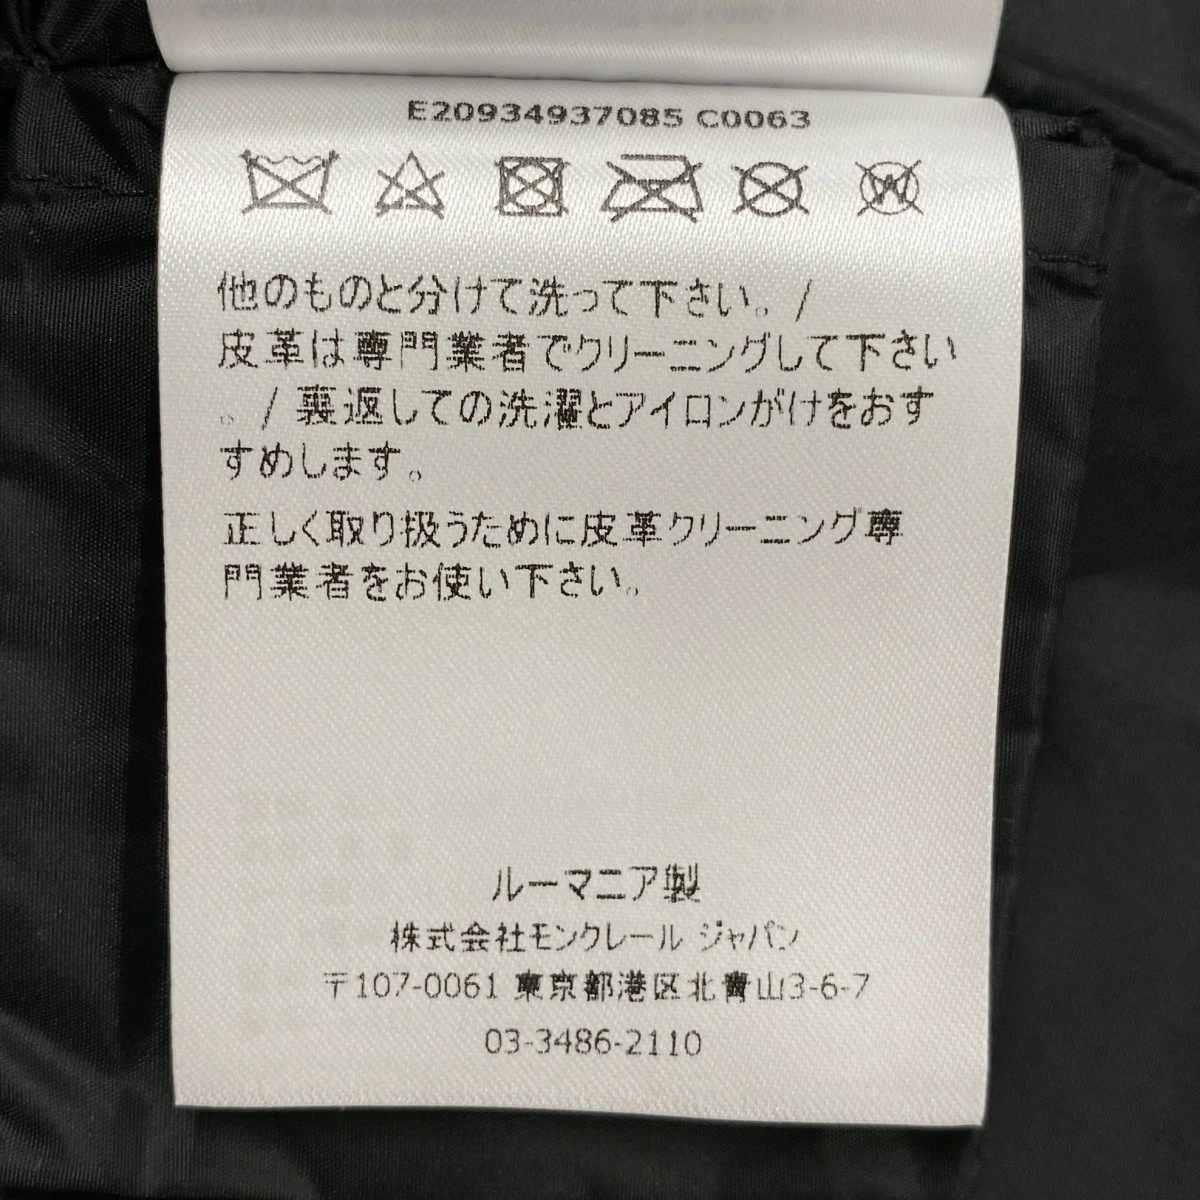 E20934937085 C0063
他のものと分けて洗って下さい。/
皮革は専門業者でクリーニングして下さい
。/ 裏返しての洗濯とアイロンがけをおす
すめします。
正しく取り扱うために皮革クリーニング専
門業者をお使い下さい。
ルーマニア製
株式会社モンクレール ジャパン
〒107-0061 東京都港区北青山3-6-7
03-3486-2110